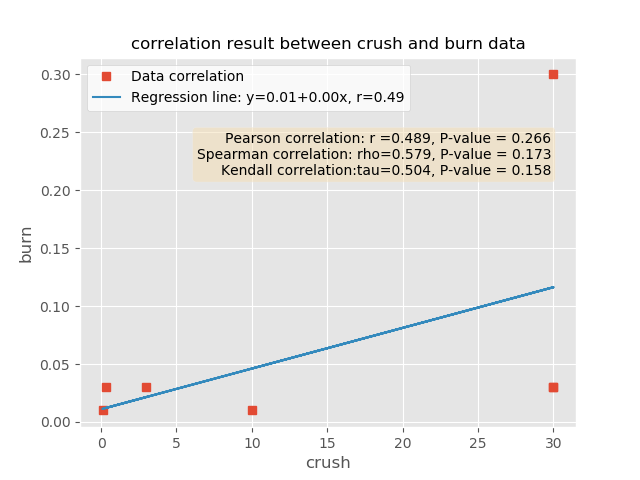 correlation result between crush and burn data
Data correlation
Regression line: y=0.01+0.00x, r=0.49
Pearson correlation: r =0.489, P-value = 0.266
Spearman correlation: rho=0.579, P-value = 0.173
Kendall correlation:tau=0.504, P-value = 0.158
0.30
0.25
0.20
0.15
0.10
0.05
0.00
burn
0 5 10 15 20 25 30
crush